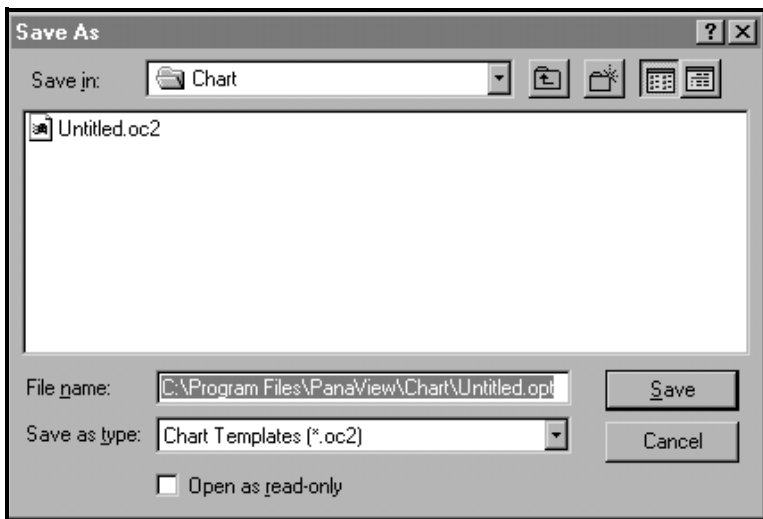 Save As
Save in: Chart
Untitled.oc2
File name: C:\Program Files\PanaView\Chart\Untitled.opt Save
Save as type: Chart Templates (*.oc2) Cancel
Open as read-only